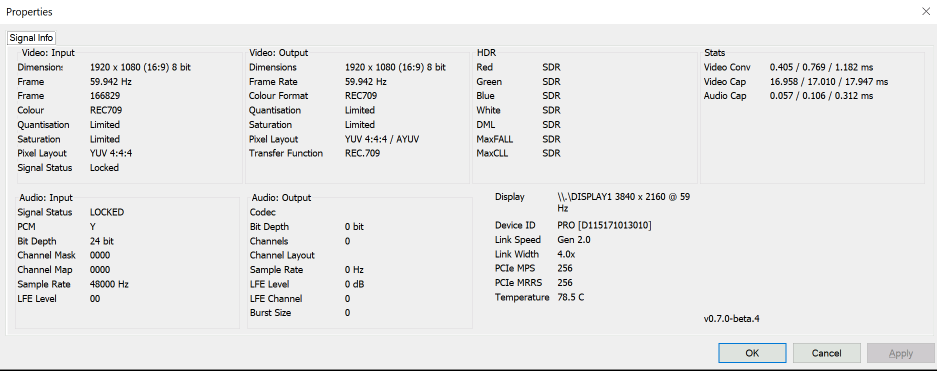 Properties
Signal Info
Video: Input
Dimensions 1920 x 1080 (16:9) 8 bit
Frame 59.942 Hz
Frame 166829
Colour REC709
Quantisation Limited
Saturation Limited
Pixel Layout YUV 4:4:4
Signal Status Locked
Video: Output
Dimensions 1920 x 1080 (16:9) 8 bit
Frame Rate 59.942 Hz
Colour Format REC709
Quantisation Limited
Saturation Limited
Pixel Layout YUV 4:4:4 / AYUV
Transfer Function REC.709
HDR
Red SDR
Green SDR
Blue SDR
White SDR
DML SDR
MaxFALL SDR
MaxCLL SDR
Stats
Video Conv 0.405 / 0.769 / 1.182 ms
Video Cap 16.958 / 17.010 / 17.947 ms
Audio Cap 0.057 / 0.106 / 0.312 ms
Audio: Input
Signal Status LOCKED
PCM Y
Bit Depth 24 bit
Channel Mask 0000
Channel Map 0000
Sample Rate 48000 Hz
LFE Level 00
Audio: Output
Codec
Bit Depth 0 bit
Channels 0
Channel Layout
Sample Rate 0 Hz
LFE Level 0 dB
LFE Channel 0
Burst Size 0
Display \\.\DISPLAY1 3840 x 2160 @ 59
Hz
Device ID PRO [D115171013010]
Link Speed Gen 2.0
Link Width 4.0x
PCIe MPS 256
PCIe MRRS 256
Temperature 78.5 C
v0.7.0-beta.4
OK Cancel Apply